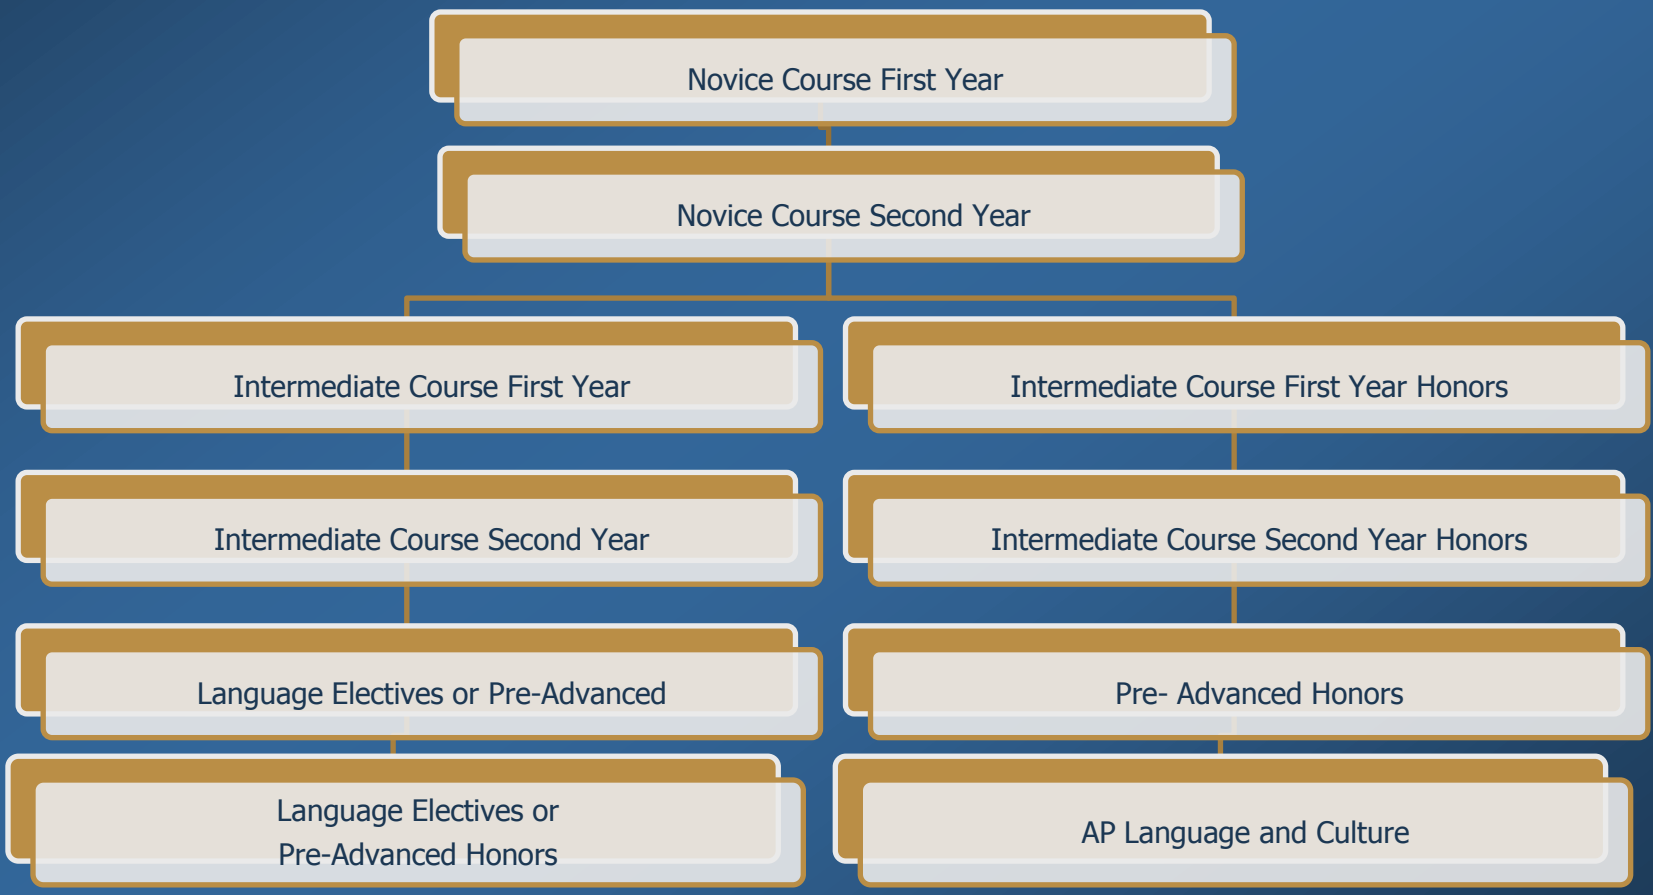 Novice Course First Year
Novice Course Second Year
Intermediate Course First Year
Intermediate Course First Year Honors
Intermediate Course Second Year
Intermediate Course Second Year Honors
Language Electives or Pre-Advanced
Pre- Advanced Honors
Language Electives or
Pre-Advanced Honors
AP Language and Culture